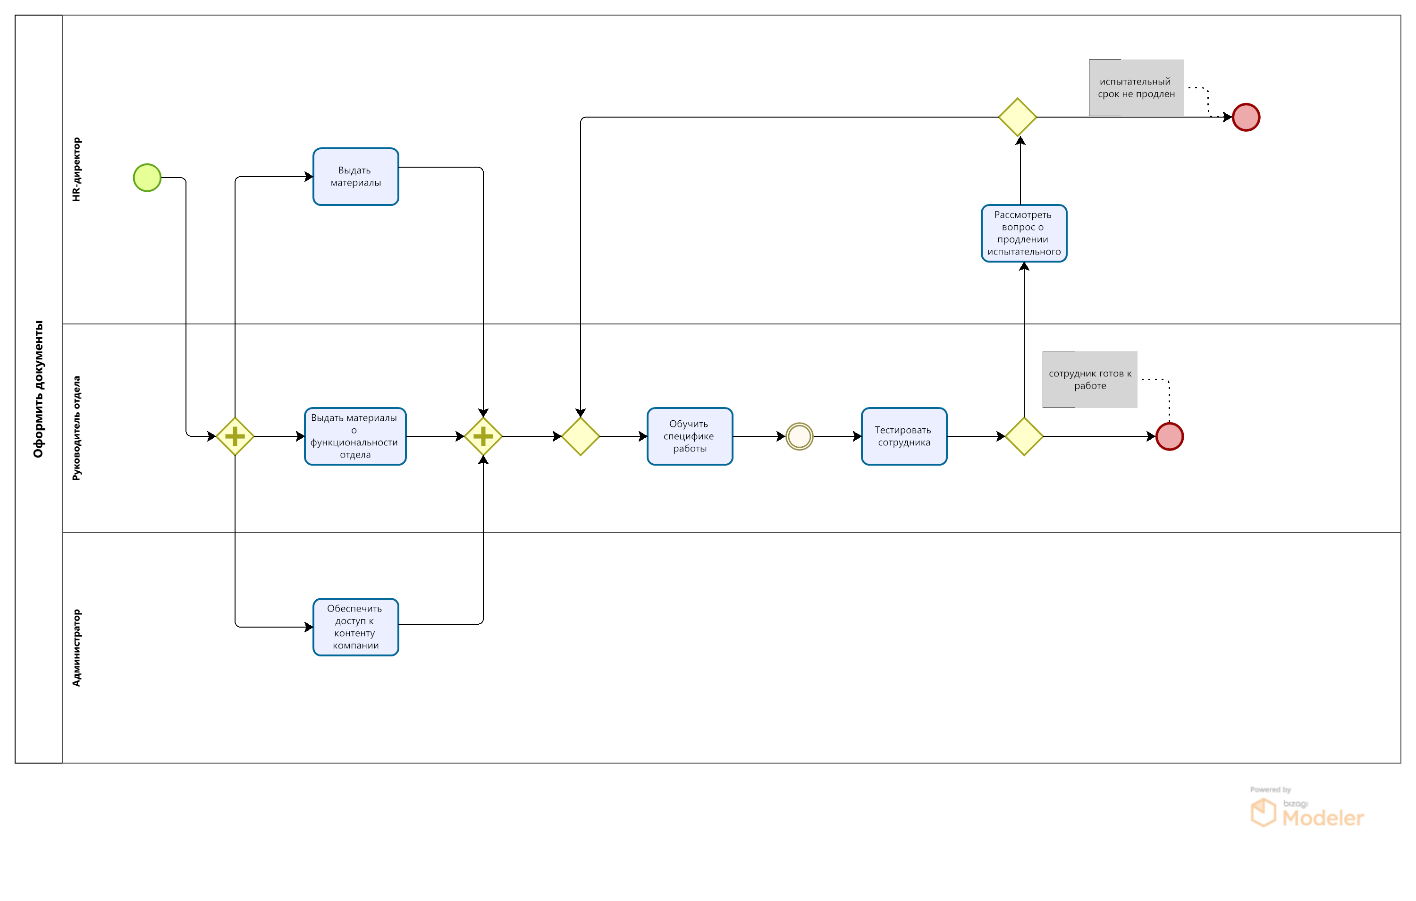 Оформить документы
HR-директор
Выдать
материалы
испытательный
срок не продлен
Рассмотреть
вопрос о
продлении
испытательного
Руководитель отдела
Выдать материалы
о
функциональности
отдела
Обучить
специфике
работы
Тестировать
сотрудника
сотрудник готов к
работе
Администратор
Обеспечить
доступ к
контенту
компании
Powered by
bizagi
Modeler